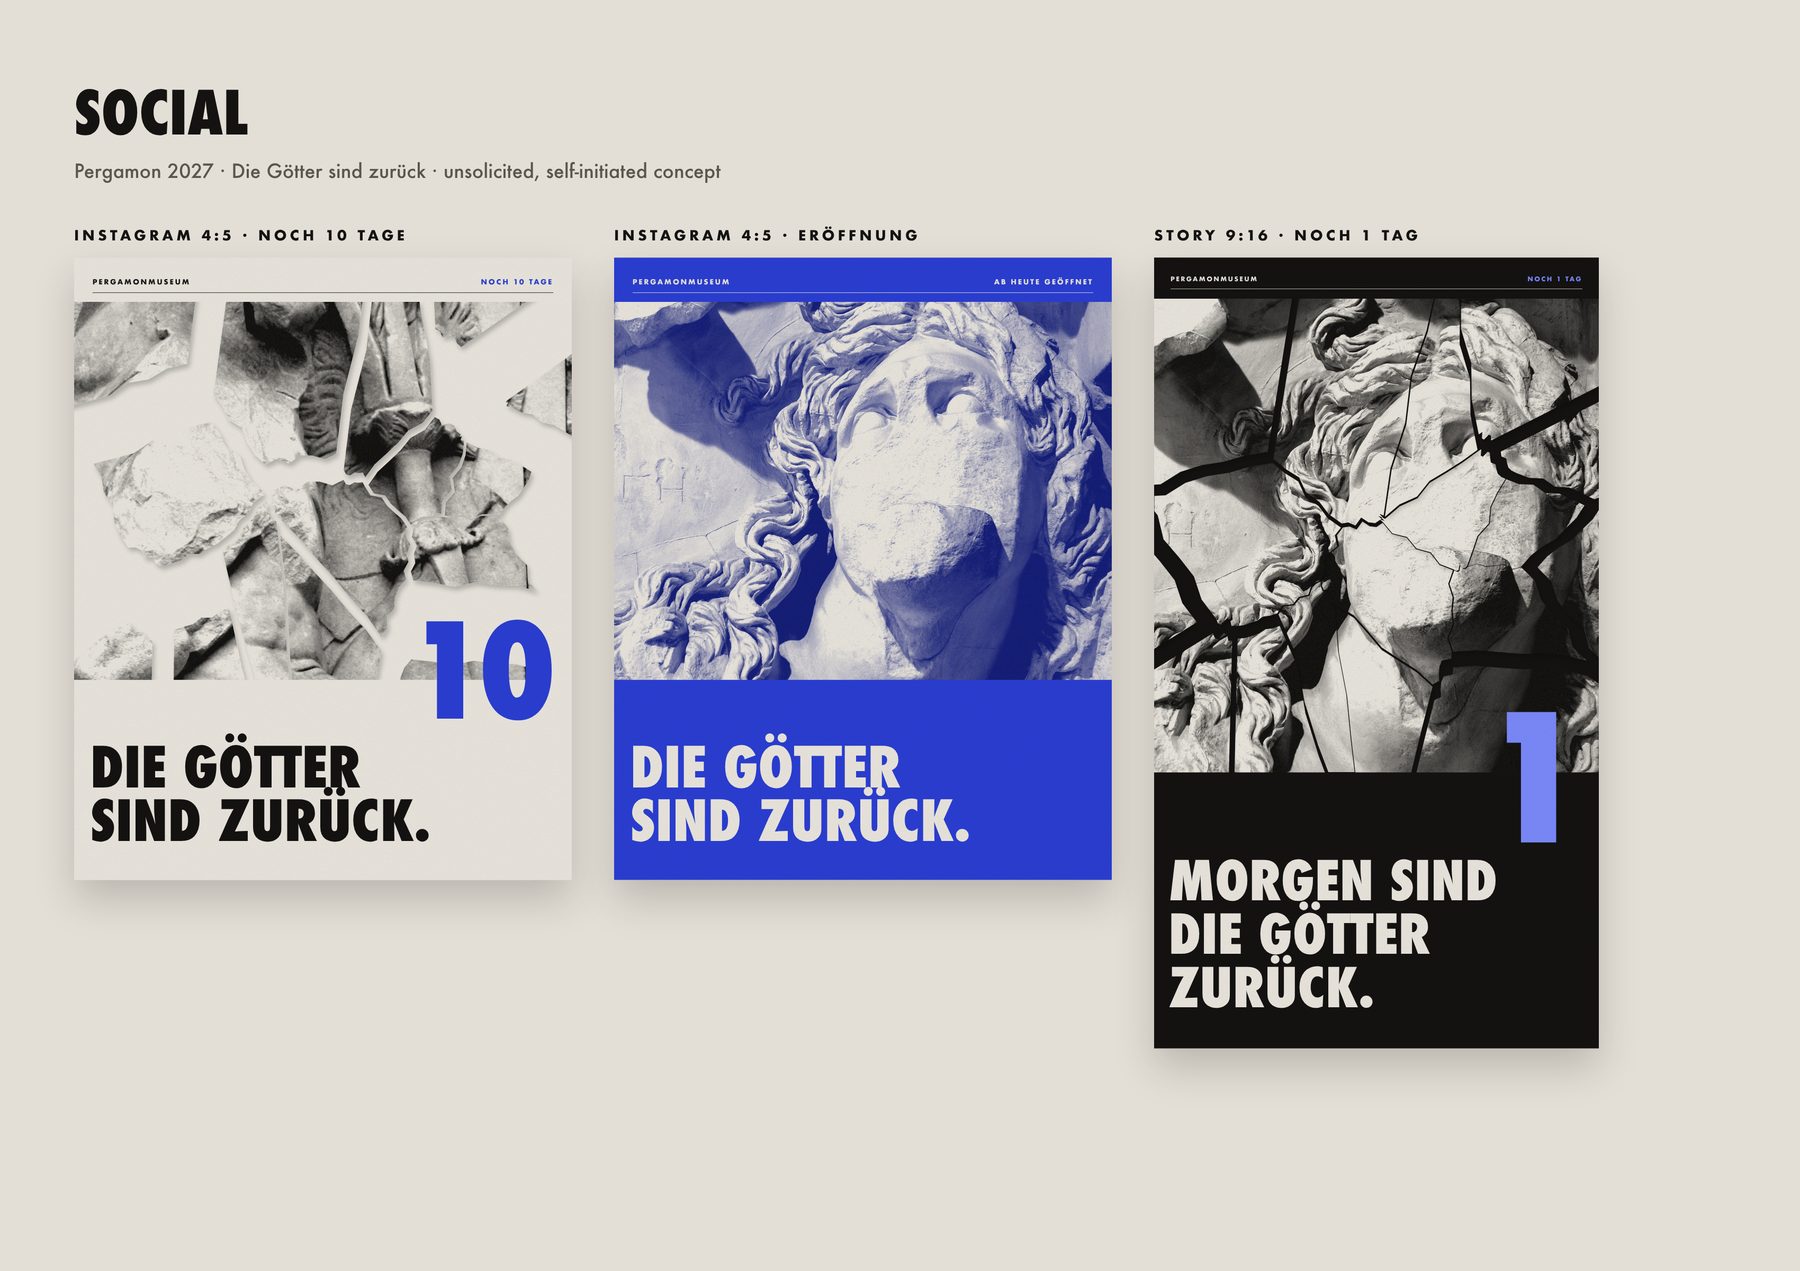 SOCIAL
Pergamon 2027 · Die Götter sind zurück · unsolicited, self-initiated concept
INSTAGRAM 4:5 · NOCH 10 TAGE
PERGAMONMUSEUM
NOCH 10 TAGE
10
DIE GÖTTER
SIND ZURÜCK.
INSTAGRAM 4:5 · ERÖFFNUNG
PERGAMONMUSEUM
AB HEUTE GEÖFFNET
DIE GÖTTER
SIND ZURÜCK.
STORY 9:16 · NOCH 1 TAG
PERGAMONMUSEUM
NOCH 1 TAG
1
MORGEN SIND
DIE GÖTTER
ZURÜCK.